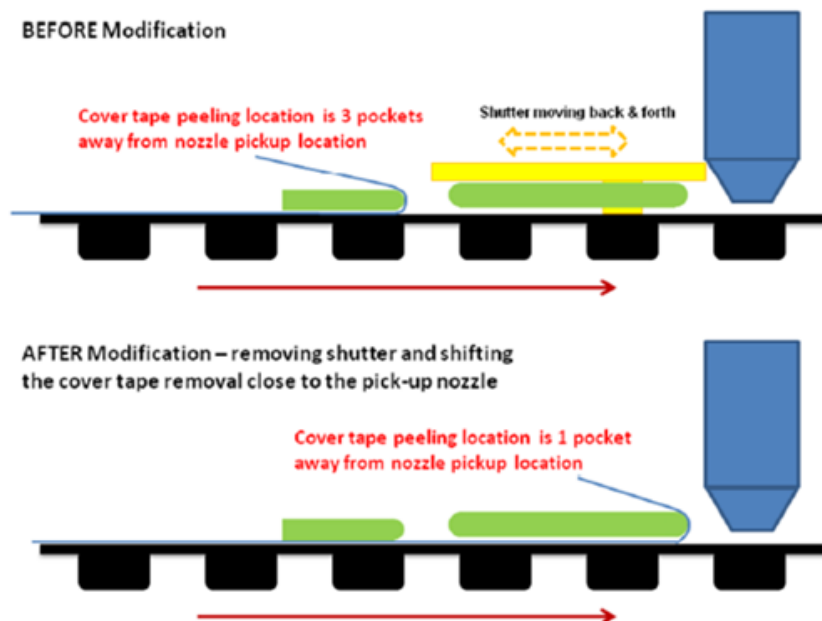 BEFORE Modification
Cover tape peeling location is 3 pockets
away from nozzle pickup location
Shutter moving back & forth
AFTER Modification – removing shutter and shifting
the cover tape removal close to the pick-up nozzle
Cover tape peeling location is 1 pocket
away from nozzle pickup location